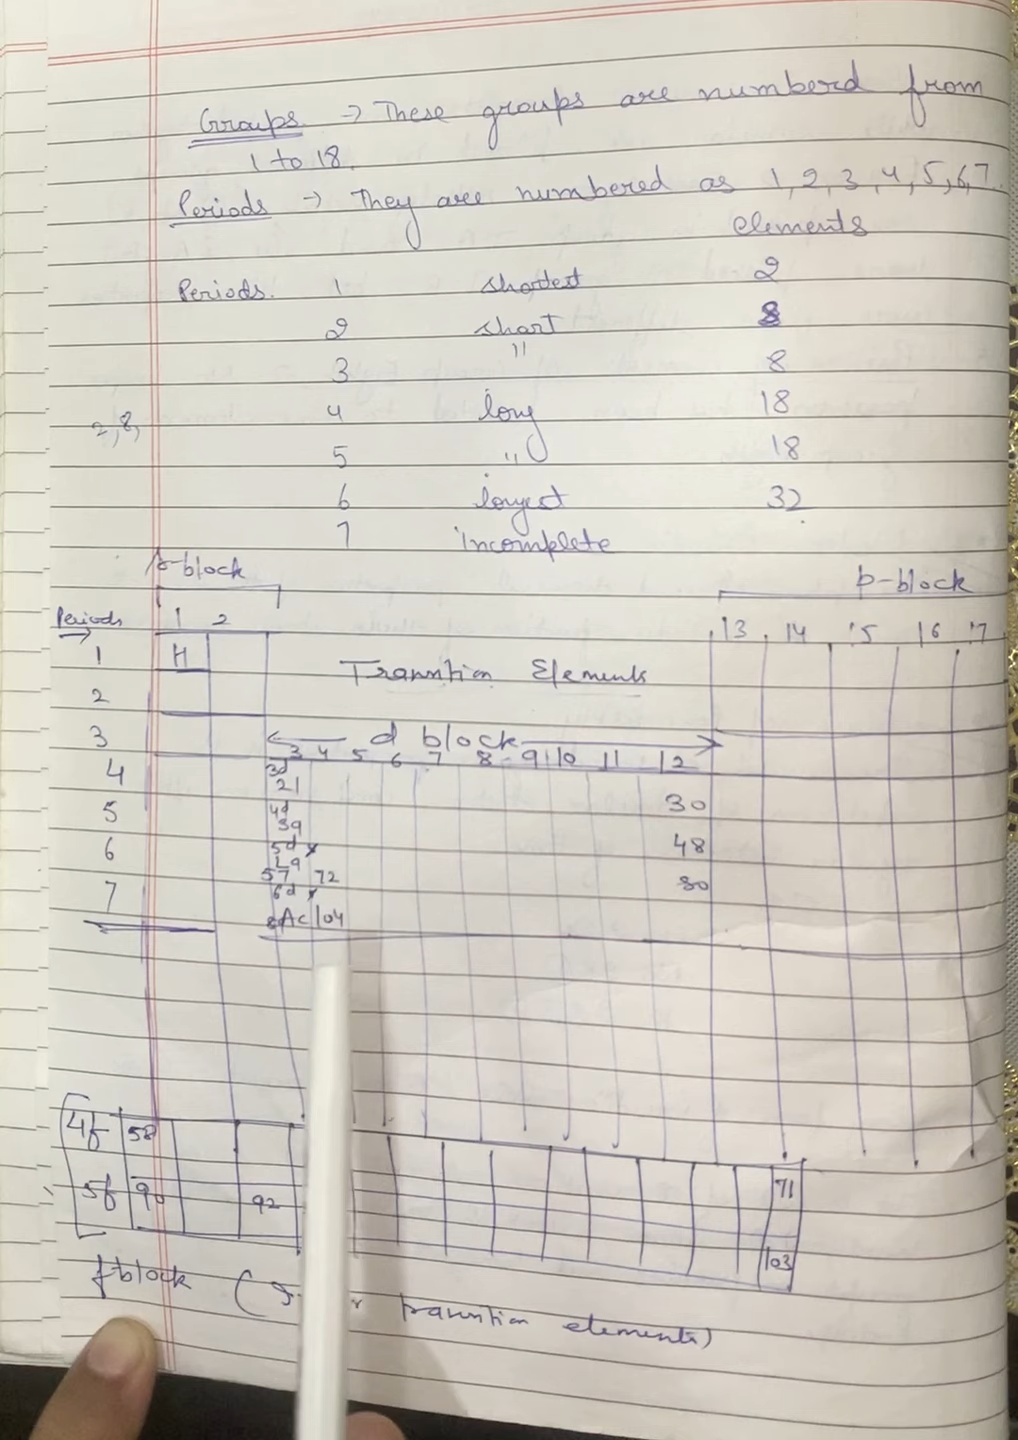 Groups → These groups are numberd from
1 to 18.
Periods → They are numbered as 1,2,3,4,5,6,7.
elements
Periods. 1 shortest 2
2 short 8
3 " 8
4 long 18
2,8,
5 " 18
6 longest 32
7 incomplete
s-block p-block
Periods 1 2 13 14 15 16 17
1 H Transition Elements
2
3 d block
3 4 5 6 7 8 9 10 11 12
4 3d
21 30
5 4d
39 48
6 5d
La
57 72 80
7 6d
Ac 104
4f 58 71
5f 90 92 103
f-block ( transition elements)